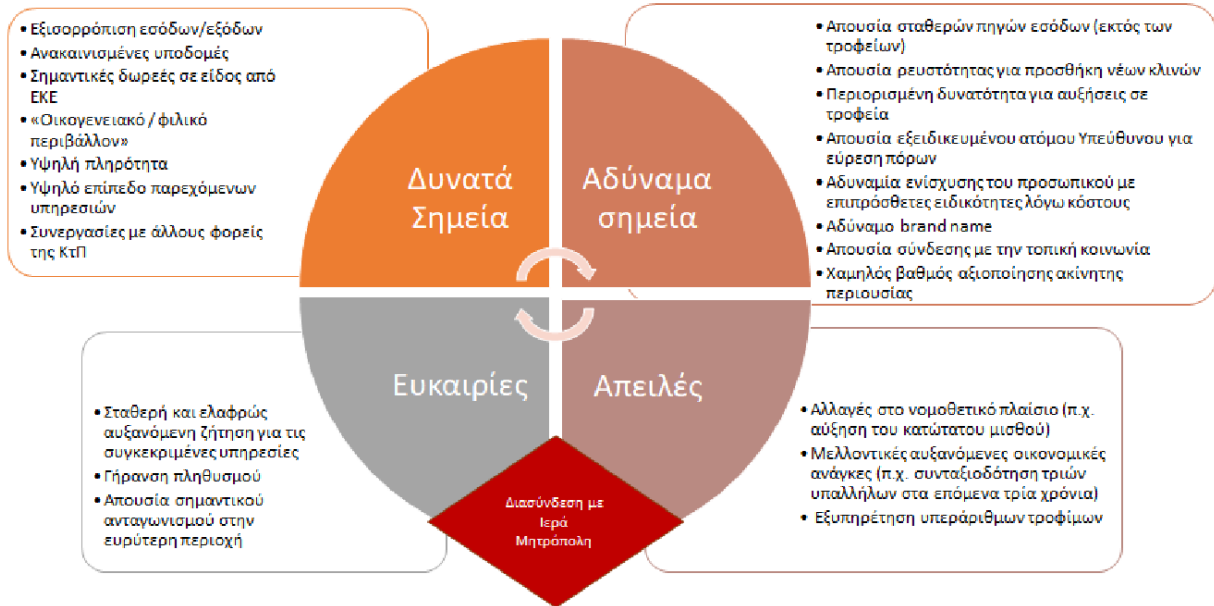 • Εξισορρόπιση εσόδων/εξόδων
• Ανακαινισμένες υποδομές
• Σημαντικές δωρεές σε είδος από
ΕΚΕ
• «Οικογενειακό / φιλικό
περιβάλλον»
• Υψηλή πληρότητα
• Υψηλό επίπεδο παρεχόμενων
υπηρεσιών
• Συνεργασίες με άλλους φορείς
της ΚτΠ
Δυνατά
Σημεία
Αδύναμα
σημεία
• Απουσία σταθερών πηγών εσόδων (εκτός των
τροφείων)
• Απουσία ρευστότητας για προσθήκη νέων κλινών
• Περιορισμένη δυνατότητα για αυξήσεις σε
τροφεία
• Απουσία εξειδικευμένου ατόμου Υπεύθυνου για
εύρεση πόρων
• Αδυναμία ενίσχυσης του προσωπικού με
επιπρόσθετες ειδικότητες λόγω κόστους
• Αδύναμο brand name
• Απουσία σύνδεσης με την τοπική κοινωνία
• Χαμηλός βαθμός αξιοποίησης ακίνητης
περιουσίας
• Σταθερή και ελαφρώς
αυξανόμενη ζήτηση για τις
συγκεκριμένες υπηρεσίες
• Γήρανση πληθυσμού
• Απουσία σημαντικού
ανταγωνισμού στην
ευρύτερη περιοχή
Ευκαιρίες
Απειλές
• Αλλαγές στο νομοθετικό πλαίσιο (π.χ.
αύξηση του κατώτατου μισθού)
• Μελλοντικές αυξανόμενες οικονομικές
ανάγκες (π.χ. συνταξιοδότηση τριών
υπαλλήλων στα επόμενα τρία χρόνια)
• Εξυπηρέτηση υπεράριθμων τροφίμων
Διασύνδεση με
Ιερά
Μητρόπολη